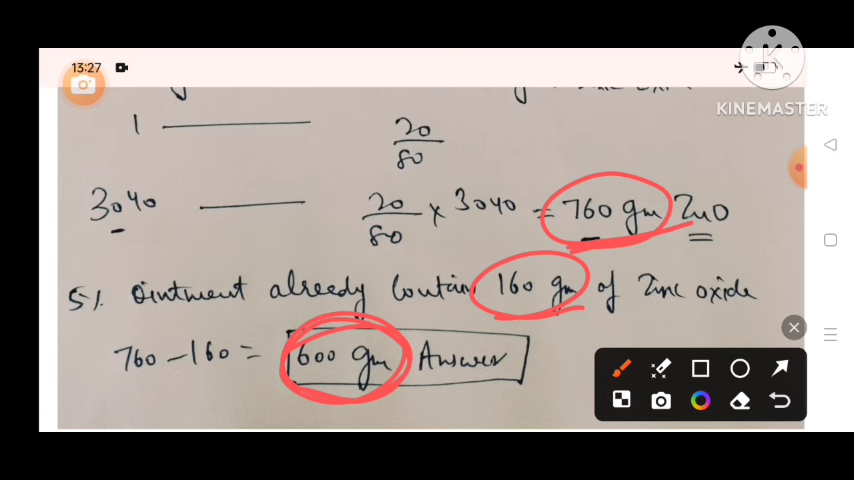 13:27
KINEMASTER
1 20/80
3040 20/80 × 3040 = 760 gm ZnO
5% Ointment already Contain 160 gm of Zinc oxide
760 - 160 = 600 gm Answer